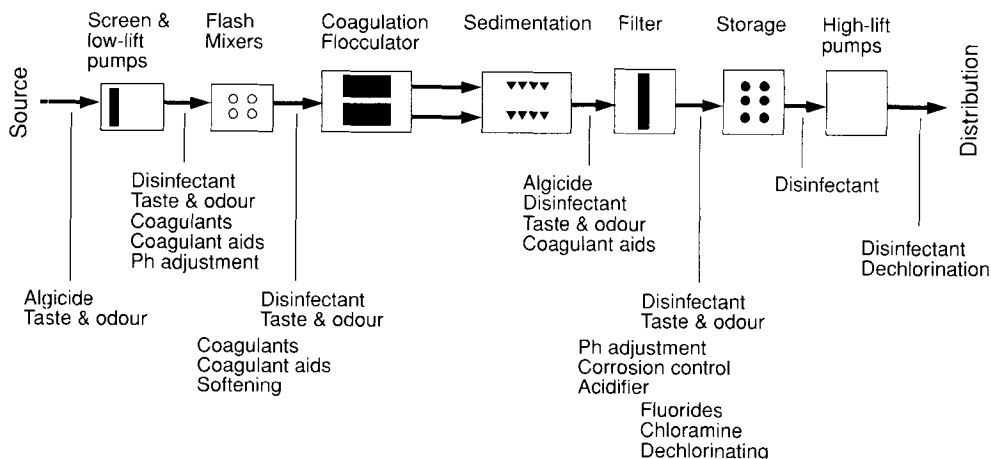 Screen &
low-lift
pumps
Flash
Mixers
Coagulation
Flocculator
Sedimentation
Filter
Storage
High-lift
pumps
Source
Distribution
Disinfectant
Taste & odour
Coagulants
Coagulant aids
Ph adjustment
Algicide
Disinfectant
Taste & odour
Coagulant aids
Disinfectant
Disinfectant
Dechlorination
Algicide
Taste & odour
Disinfectant
Taste & odour
Coagulants
Coagulant aids
Softening
Disinfectant
Taste & odour
Ph adjustment
Corrosion control
Acidifier
Fluorides
Chloramine
Dechlorinating